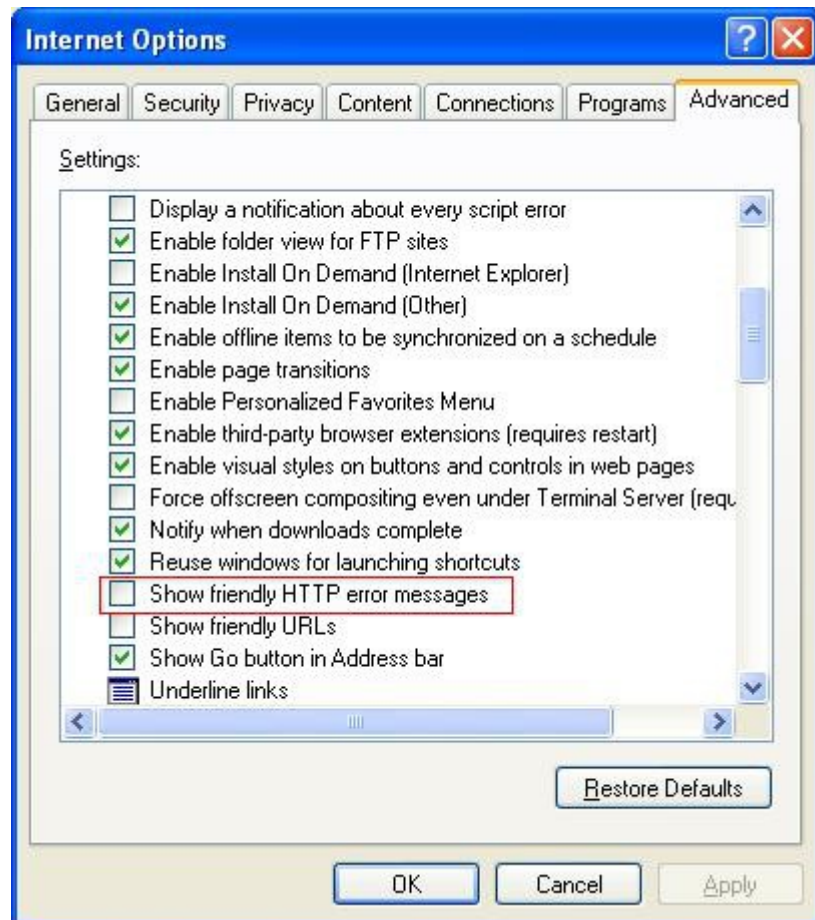 Internet Options
General Security Privacy Content Connections Programs Advanced
Settings:
Display a notification about every script error
Enable folder view for FTP sites
Enable Install On Demand (Internet Explorer)
Enable Install On Demand (Other)
Enable offline items to be synchronized on a schedule
Enable page transitions
Enable Personalized Favorites Menu
Enable third-party browser extensions (requires restart)
Enable visual styles on buttons and controls in web pages
Force offscreen compositing even under Terminal Server (requ
Notify when downloads complete
Reuse windows for launching shortcuts
Show friendly HTTP error messages
Show friendly URLs
Show Go button in Address bar
Underline links
Restore Defaults
OK Cancel Apply